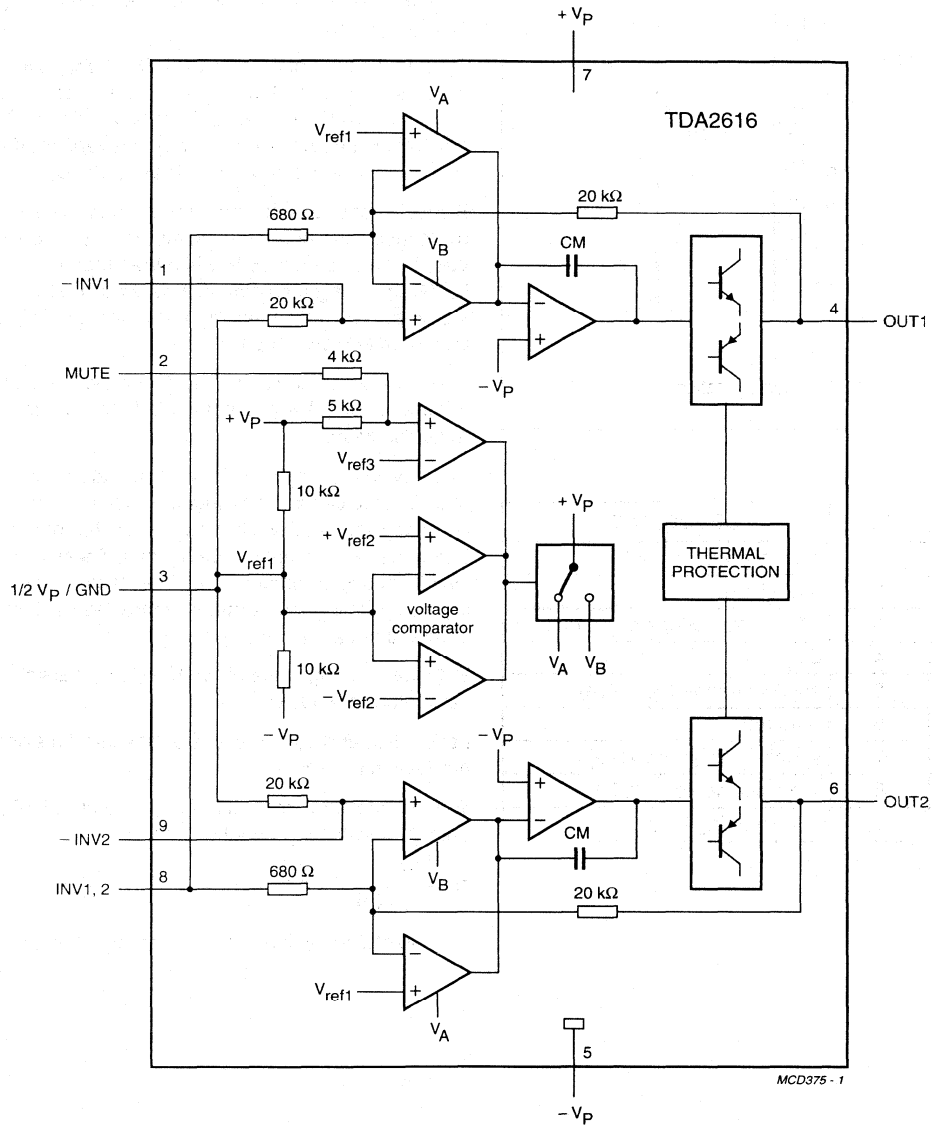 + VP
7
TDA2616
VA
Vref1
+
−
20 kΩ
680 Ω
CM
VB
−
+
−
+
1
− INV1
20 kΩ
4
OUT1
− VP
2
MUTE
4 kΩ
+ VP
5 kΩ
+
−
Vref3
10 kΩ
+ VP
+ Vref2
+
−
THERMAL
PROTECTION
Vref1
3
1/2 VP / GND
voltage
comparator
VA
VB
10 kΩ
+
−
− Vref2
− VP
− VP
20 kΩ
+
−
+
−
6
OUT2
9
− INV2
CM
VB
8
INV1, 2
680 Ω
20 kΩ
−
+
Vref1
VA
5
MCD375 - 1
− VP